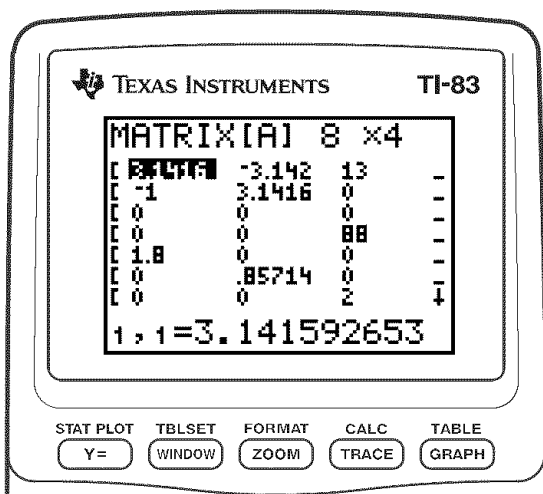 TEXAS INSTRUMENTS TI-83
MATRIX[A] 8 ×4
[ 3.1416 -3.142 13 _
[ -1 3.1416 0 _
[ 0 0 0 _
[ 0 0 88 _
[ 1.8 0 0 _
[ 0 .85714 0 _
[ 0 0 2 ↓
1,1=3.141592653
STAT PLOT TBLSET FORMAT CALC TABLE
Y= WINDOW ZOOM TRACE GRAPH